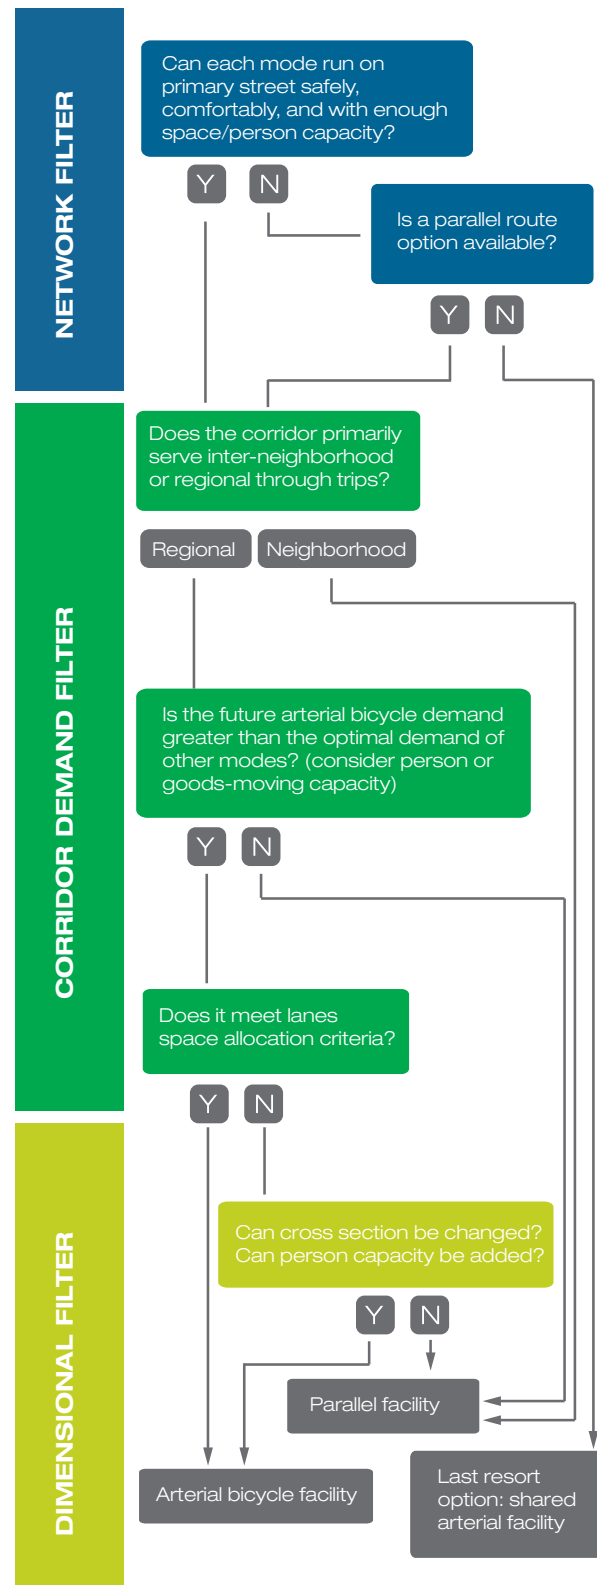 NETWORK FILTER
Can each mode run on
primary street safely,
comfortably, and with enough
space/person capacity?
Y
N
Is a parallel route
option available?
Y
N
CORRIDOR DEMAND FILTER
Does the corridor primarily
serve inter-neighborhood
or regional through trips?
Regional
Neighborhood
Is the future arterial bicycle demand
greater than the optimal demand of
other modes? (consider person or
goods-moving capacity)
Y
N
Does it meet lanes
space allocation criteria?
Y
N
DIMENSIONAL FILTER
Can cross section be changed?
Can person capacity be added?
Y
N
Parallel facility
Arterial bicycle facility
Last resort
option: shared
arterial facility